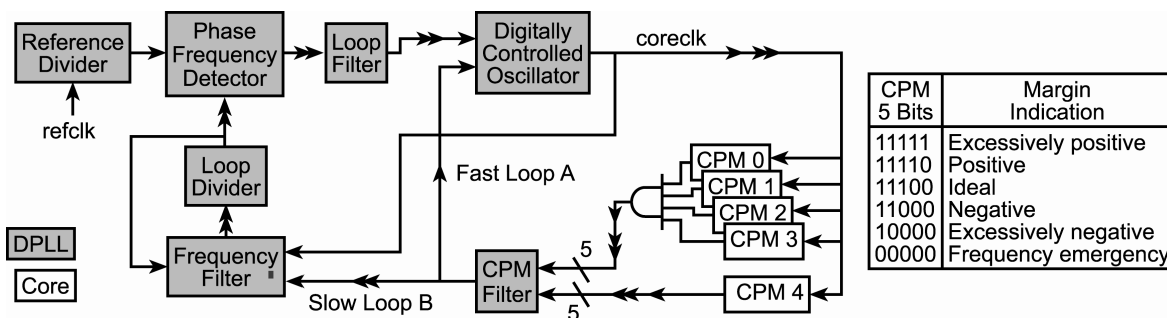 Reference
Divider
refclk
Phase
Frequency
Detector
Loop
Filter
Digitally
Controlled
Oscillator
coreclk
Loop
Divider
Fast Loop A
Frequency
Filter
Slow Loop B
CPM
Filter
5
5
CPM 0
CPM 1
CPM 2
CPM 3
CPM 4
DPLL
Core
CPM
5 Bits
Margin
Indication
11111 Excessively positive
11110 Positive
11100 Ideal
11000 Negative
10000 Excessively negative
00000 Frequency emergency